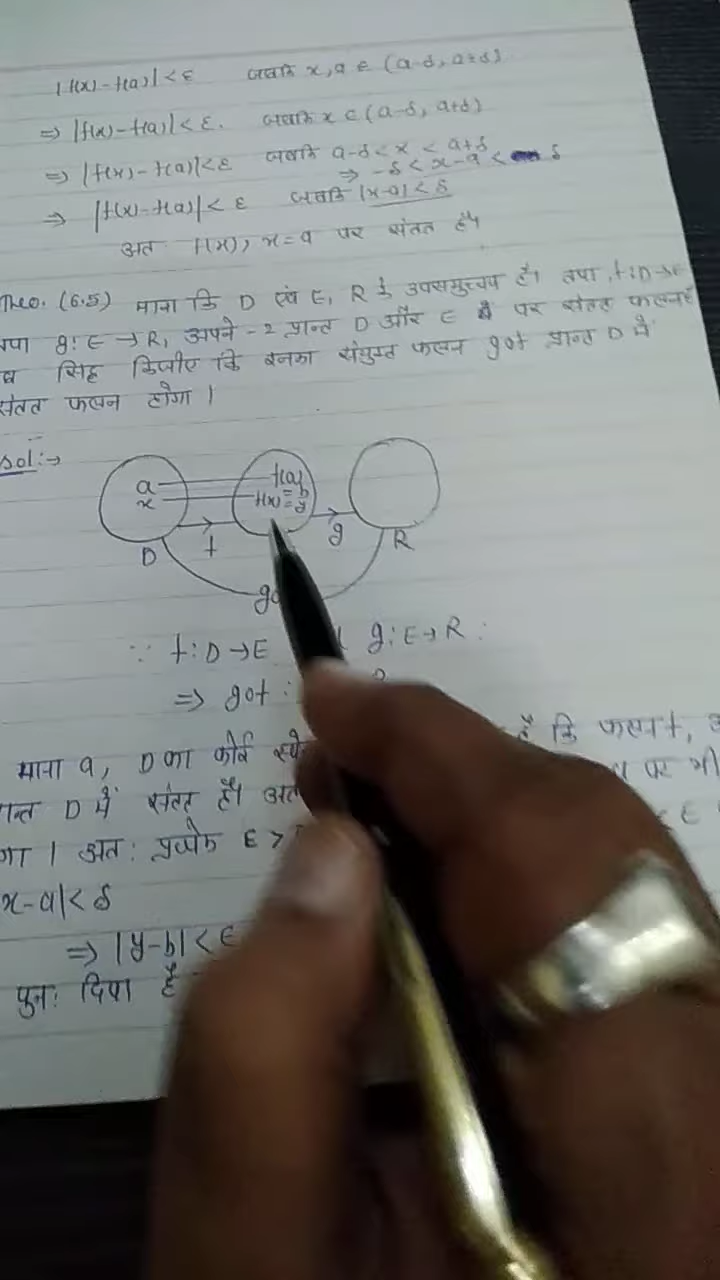 |f(x)-f(a)|<ε जबकि x,a ∈ (a-δ, a+δ)
⇒ |f(x)-f(a)|<ε. जबकि x ∈ (a-δ, a+δ)
⇒ |f(x)-f(a)|<ε जबकि a-δ<x<a+δ
⇒ -δ<x-a< δ
⇒ |f(x)-f(a)|<ε जबकि |x-a|<δ
अतः f(x), x=a पर संतत है।
Theo. (6.5) माना कि D एवं E, R के उपसमुच्चय है। तथा f:D→E
तथा g:E→R, अपने-2 प्रान्त D और E पर संतत फलन है
सिद्ध कीजिए कि इनका संयुक्त फलन gof प्रान्त D में
संतत फलन होगा।
Sol:→
a f(a) = b
x f(x) = y
D f g R
∵ f:D→E g:E→R
⇒ gof :
माना a, D का कोई है कि फलन f,
प्रान्त D में संतत है। अतः पर भी
अतः प्रत्येक ε > < ε
x-a|<δ
⇒ |y-b|<ε
पुनः दिया है